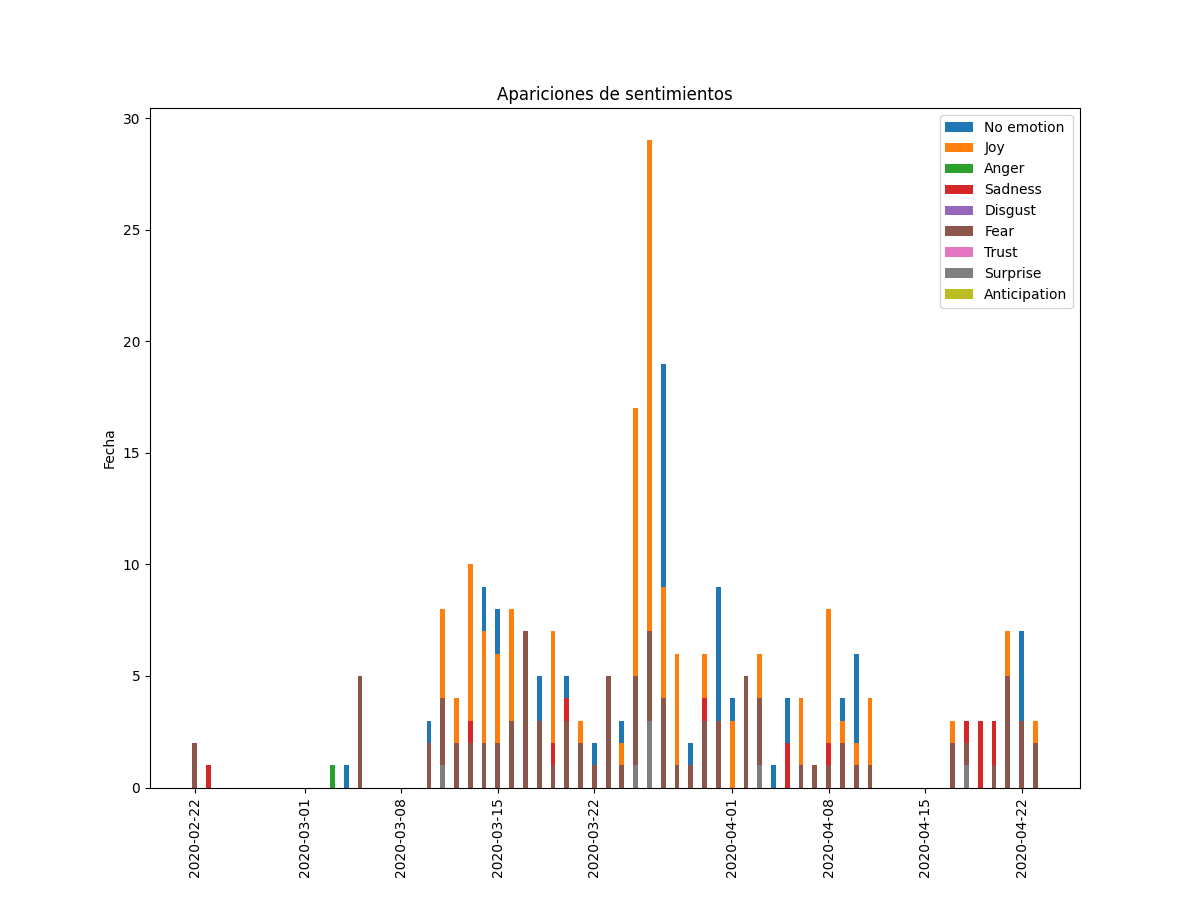 Apariciones de sentimientos
No emotion
Joy
Anger
Sadness
Disgust
Fear
Trust
Surprise
Anticipation
Fecha
30
25
20
15
10
5
0
2020-02-22
2020-03-01
2020-03-08
2020-03-15
2020-03-22
2020-04-01
2020-04-08
2020-04-15
2020-04-22